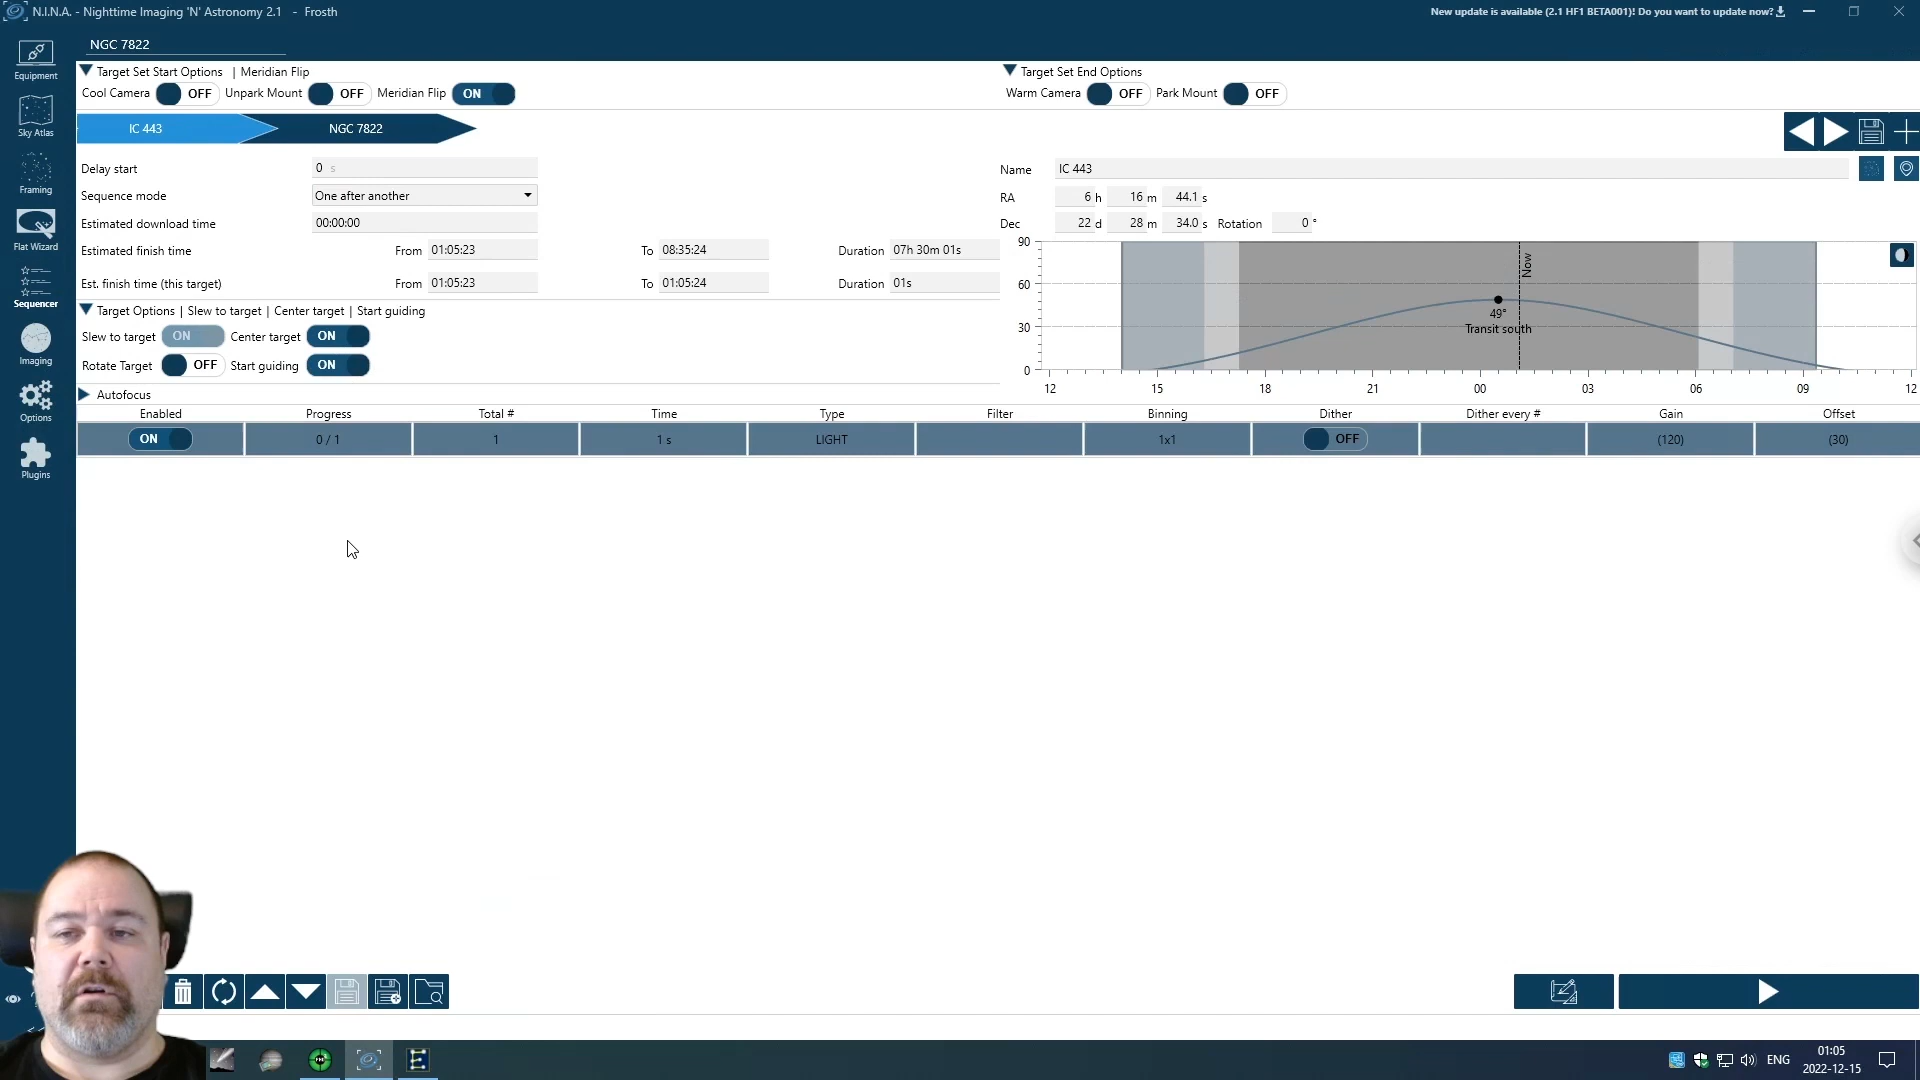 N.I.N.A. - Nighttime Imaging 'N' Astronomy 2.1 - Frosth
New update is available (2.1 HF1 BETA001)! Do you want to update now?
NGC 7822
Equipment
Sky Atlas
Framing
Flat Wizard
Sequencer
Imaging
Options
Plugins
Target Set Start Options | Meridian Flip
Cool Camera OFF Unpark Mount OFF Meridian Flip ON
Target Set End Options
Warm Camera OFF Park Mount OFF
IC 443 NGC 7822
Delay start 0 s
Sequence mode One after another
Estimated download time 00:00:00
Estimated finish time From 01:05:23 To 08:35:24 Duration 07h 30m 01s
Est. finish time (this target) From 01:05:23 To 01:05:24 Duration 01s
Target Options | Slew to target | Center target | Start guiding
Slew to target ON Center target ON
Rotate Target OFF Start guiding ON
Name IC 443
RA 6 h 16 m 44.1 s
Dec 22 d 28 m 34.0 s Rotation 0 °
90
60
30
0
Now
49°
Transit south
12 15 18 21 00 03 06 09 12
Autofocus
Enabled Progress Total # Time Type Filter Binning Dither Dither every # Gain Offset
ON 0 / 1 1 1 s LIGHT 1x1 OFF (120) (30)
ENG
01:05
2022-12-15